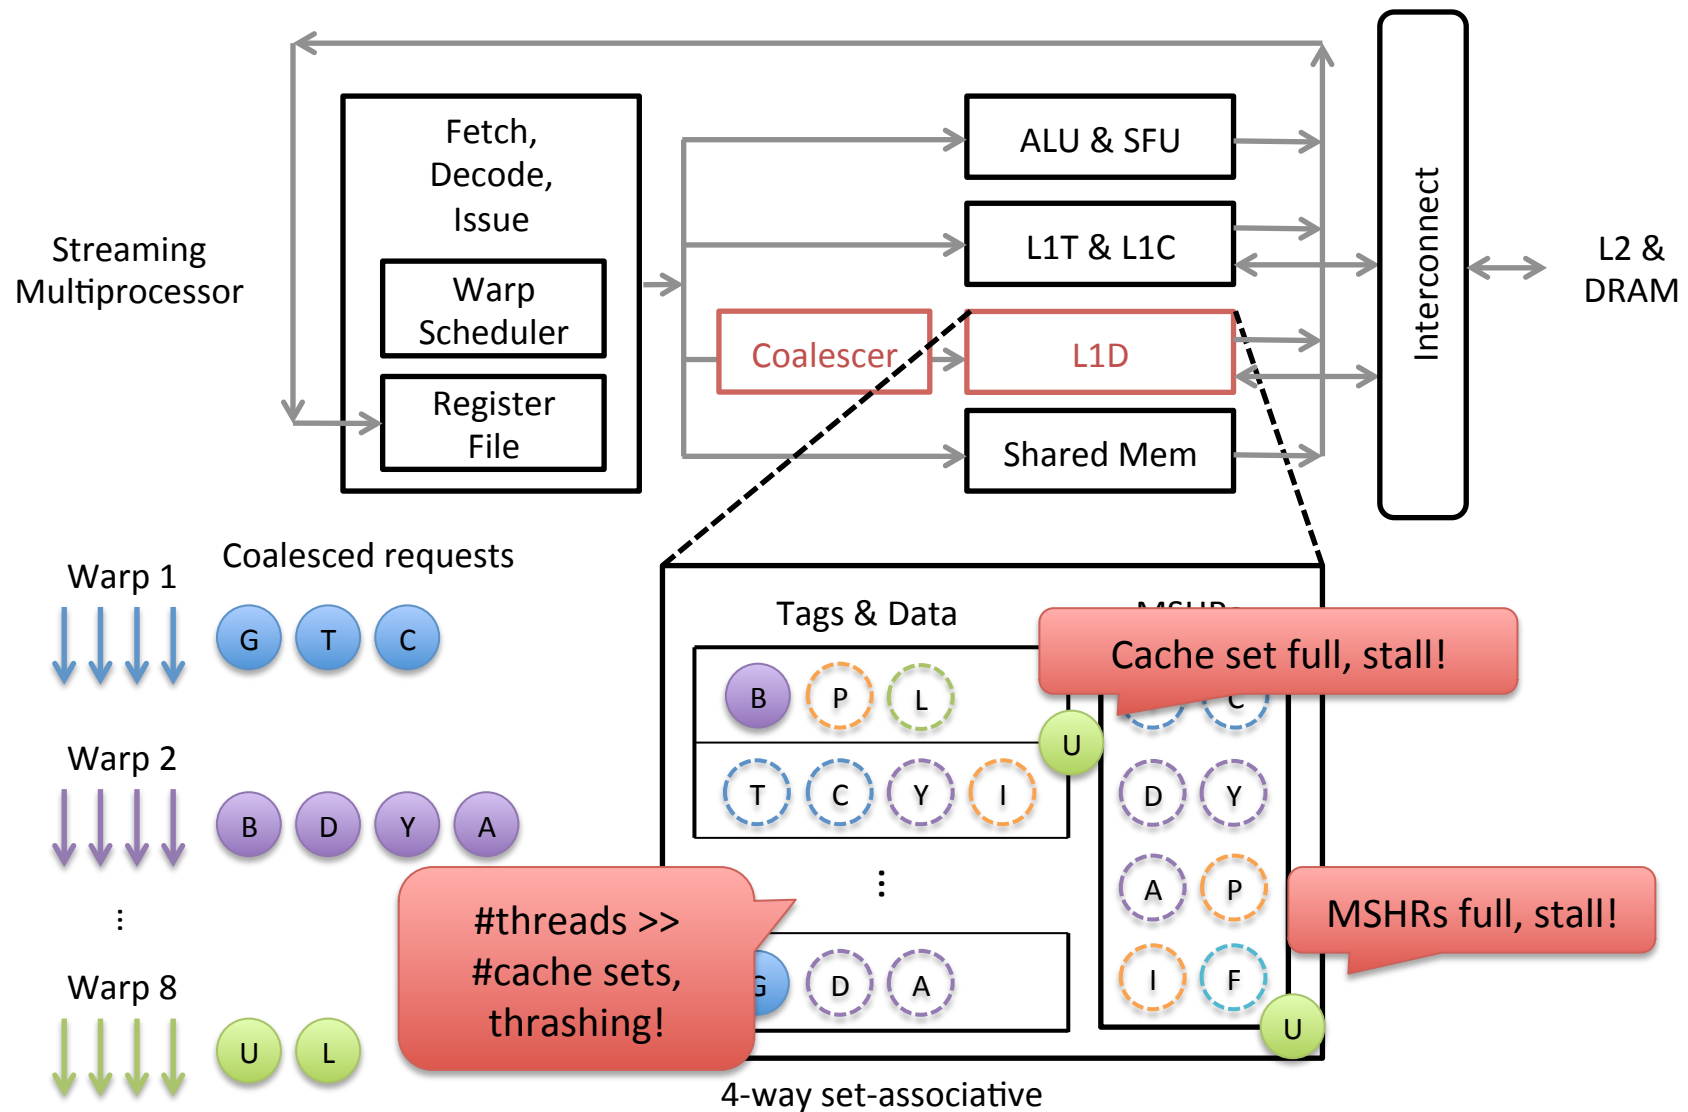 Fetch,
Decode,
Issue
Warp
Scheduler
Register
File
Streaming
Multiprocessor
ALU & SFU
L1T & L1C
Coalescer
L1D
Shared Mem
Interconnect
L2 &
DRAM
Coalesced requests
Warp 1
G T C
Warp 2
B D Y A
⋮
Warp 8
U L
Tags & Data
Cache set full, stall!
B P L
U
C
T C Y I
D Y
⋮
A P
MSHRs full, stall!
#threads >>
#cache sets,
thrashing!
G D A
I F
U
4-way set-associative